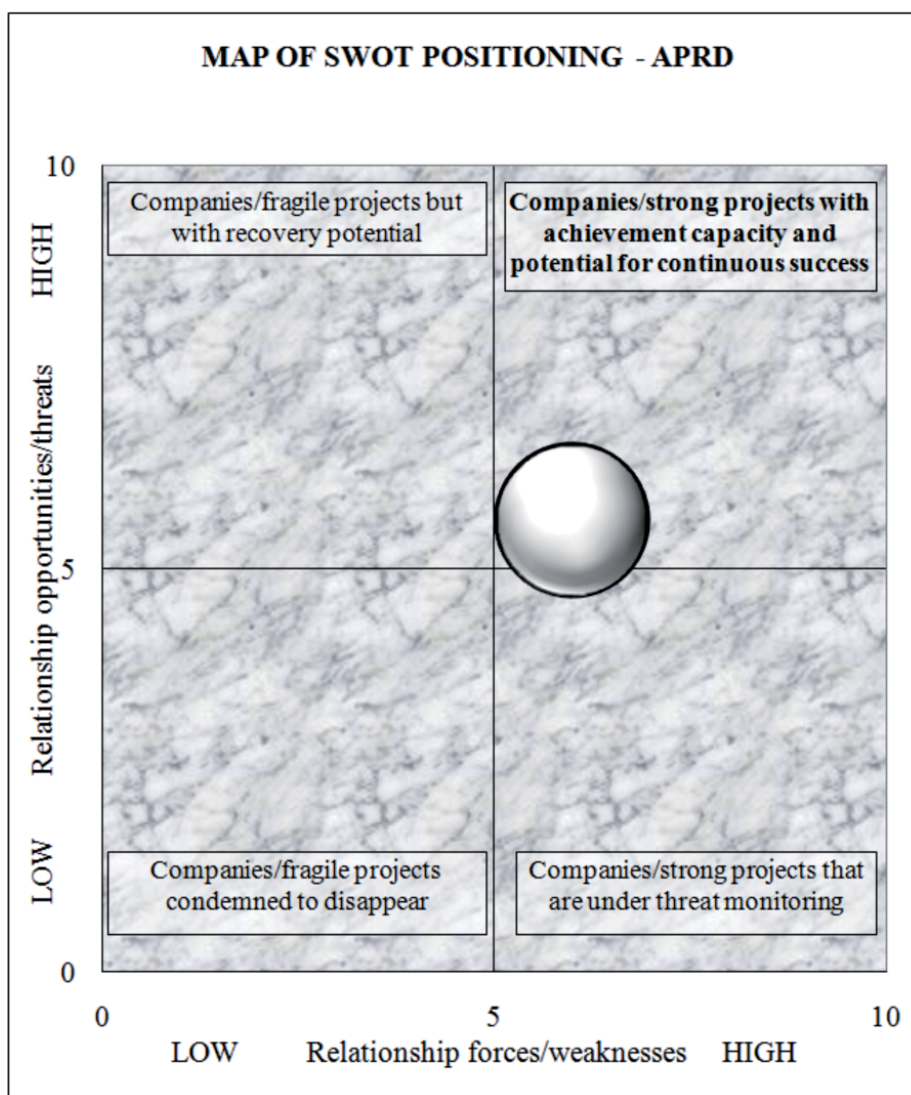 MAP OF SWOT POSITIONING - APRD
10
Companies/fragile projects but
with recovery potential
Companies/strong projects with
achievement capacity and
potential for continuous success
HIGH
Relationship opportunities/threats
5
LOW
Companies/fragile projects
condemned to disappear
Companies/strong projects that
are under threat monitoring
0
0 5 10
LOW Relationship forces/weaknesses HIGH